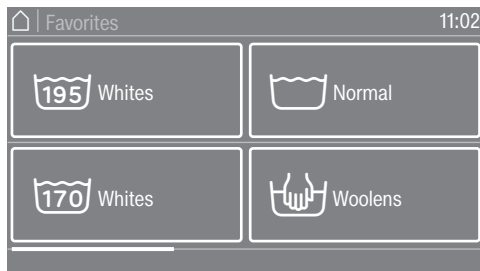 Favorites 11:02
195 Whites
Normal
170 Whites
Woolens